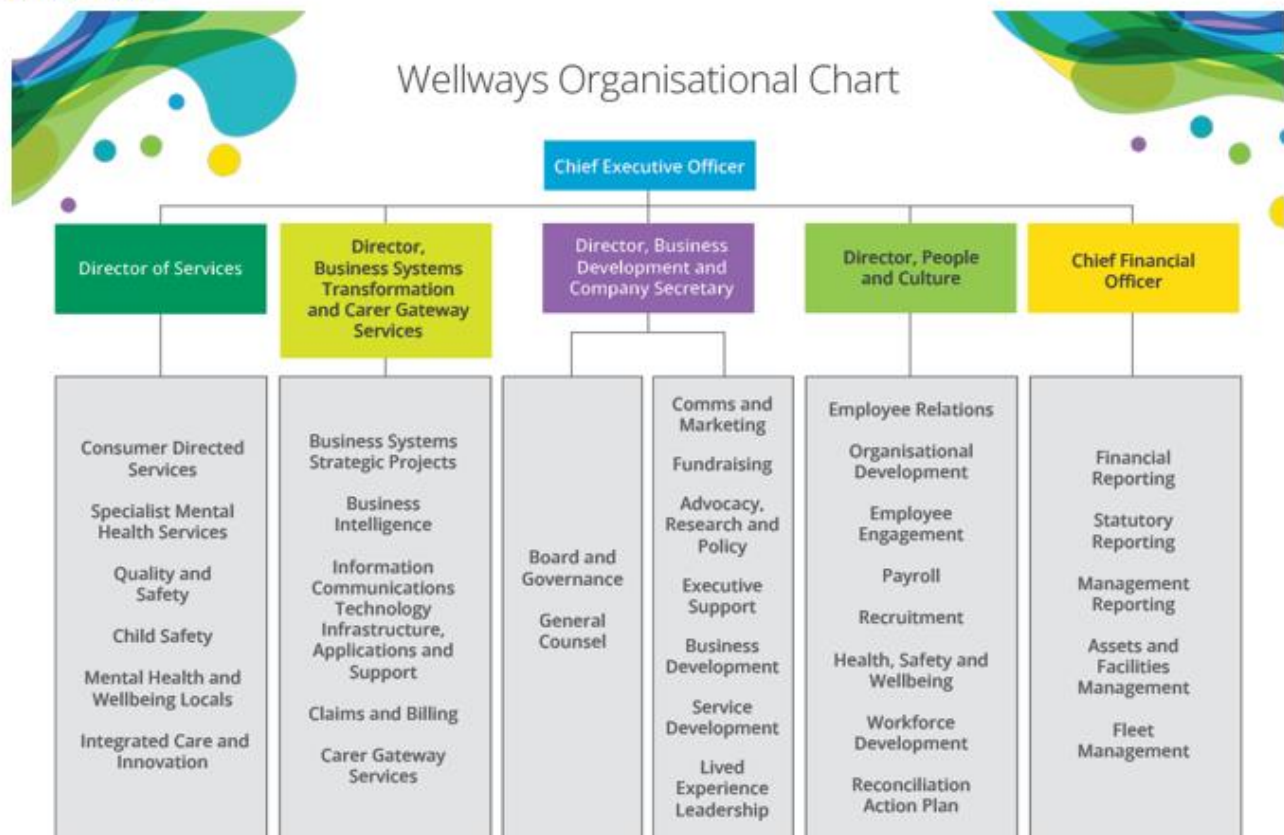 Wellways Organisational Chart
Chief Executive Officer
Director of Services
Director,
Business Systems
Transformation
and Carer Gateway
Services
Director, Business
Development and
Company Secretary
Director, People
and Culture
Chief Financial
Officer
Consumer Directed
Services
Specialist Mental
Health Services
Quality and
Safety
Child Safety
Mental Health and
Wellbeing Locals
Integrated Care and
Innovation
Business Systems
Strategic Projects
Business
Intelligence
Information
Communications
Technology
Infrastructure,
Applications and
Support
Claims and Billing
Carer Gateway
Services
Board and
Governance
General
Counsel
Comms and
Marketing
Fundraising
Advocacy,
Research and
Policy
Executive
Support
Business
Development
Service
Development
Lived
Experience
Leadership
Employee Relations
Organisational
Development
Employee
Engagement
Payroll
Recruitment
Health, Safety and
Wellbeing
Workforce
Development
Reconciliation
Action Plan
Financial
Reporting
Statutory
Reporting
Management
Reporting
Assets and
Facilities
Management
Fleet
Management